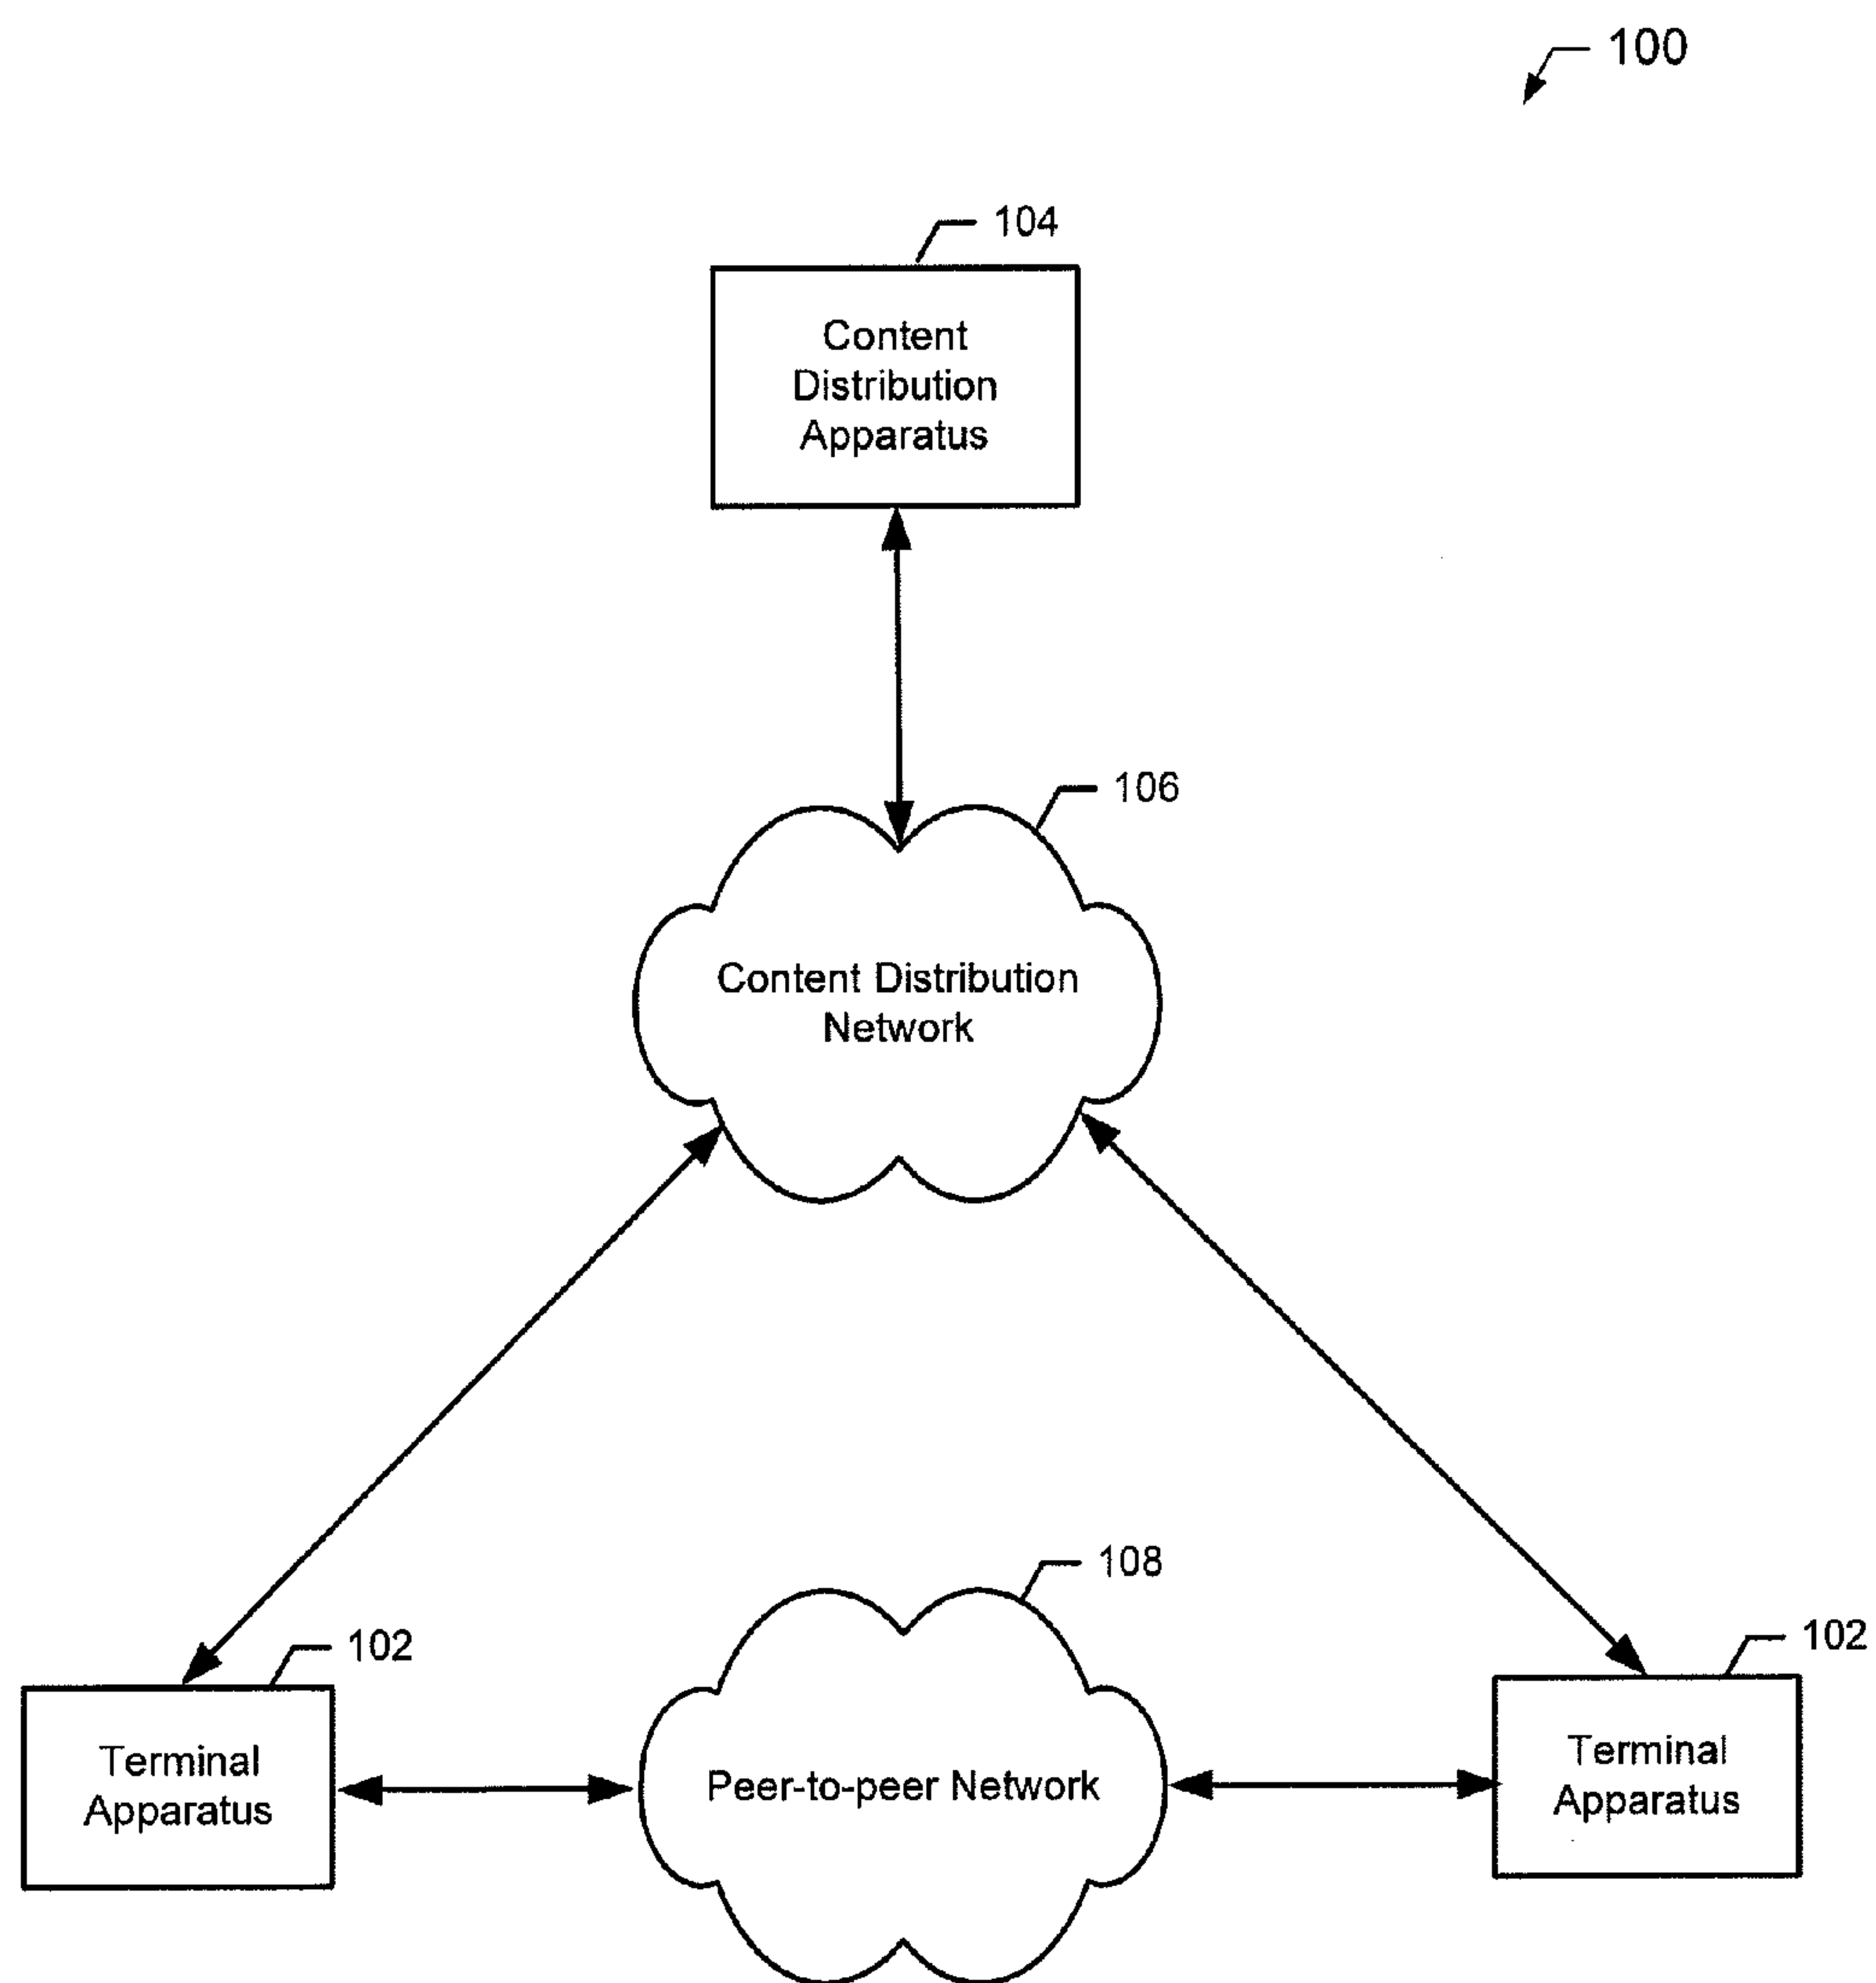 100
104
Content
Distribution
Apparatus
106
Content Distribution
Network
108
102
102
Terminal
Apparatus
Peer-to-peer Network
Terminal
Apparatus